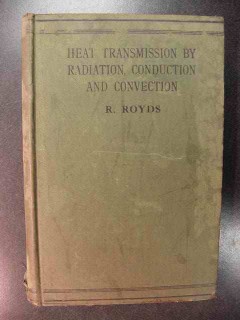 HEAT TRANSMISSION BY
RADIATION, CONDUCTION
AND CONVECTION
R. ROYDS